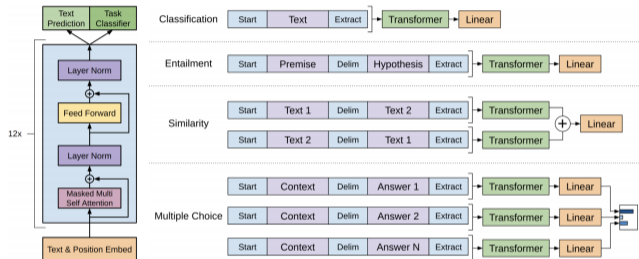 Text Prediction
Task Classifier
12x
Layer Norm
Feed Forward
Layer Norm
Masked Multi Self Attention
Text & Position Embed
Classification
Start Text Extract Transformer Linear
Entailment
Start Premise Delim Hypothesis Extract Transformer Linear
Similarity
Start Text 1 Delim Text 2 Extract Transformer
Start Text 2 Delim Text 1 Extract Transformer
+ Linear
Multiple Choice
Start Context Delim Answer 1 Extract Transformer Linear
Start Context Delim Answer 2 Extract Transformer Linear
Start Context Delim Answer N Extract Transformer Linear